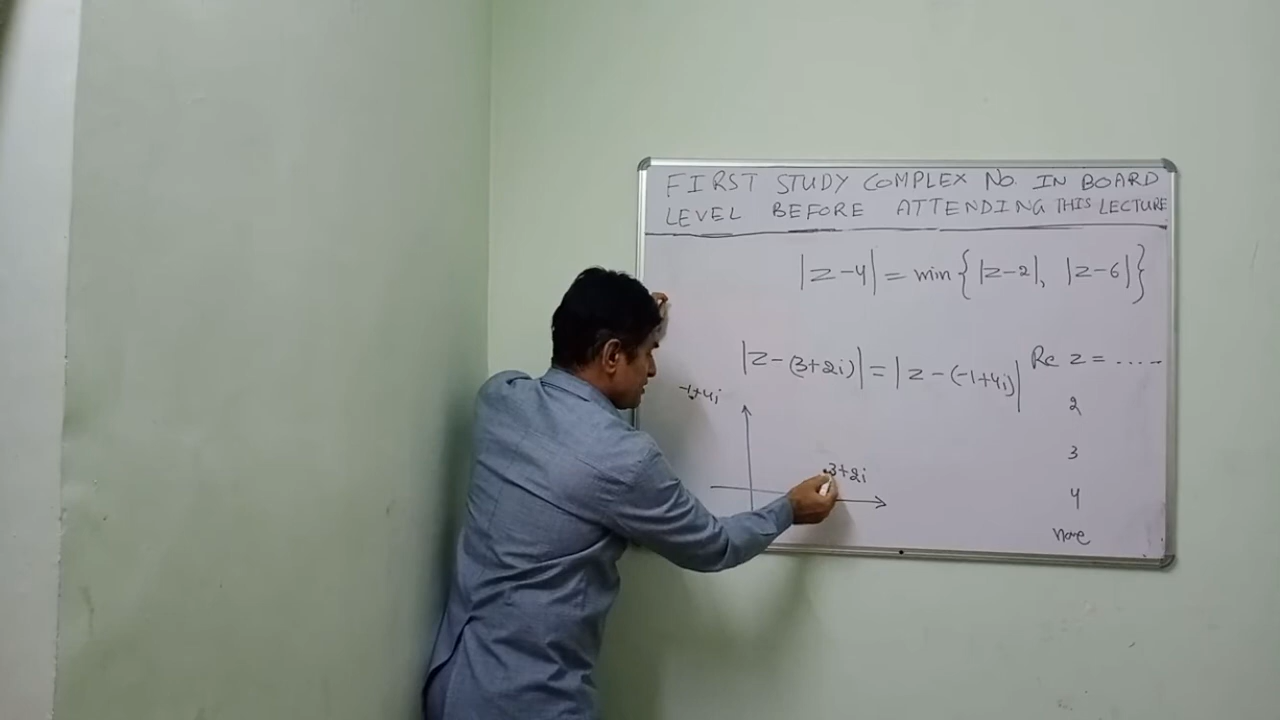 FIRST STUDY COMPLEX NO. IN BOARD
LEVEL BEFORE ATTENDING THIS LECTURE
|z-4| = min{|z-2|, |z-6|}
|z-(3+2i)| = |z-(-1+4i)|
Re z = .....
-1+4i
2
3
3+2i
4
none